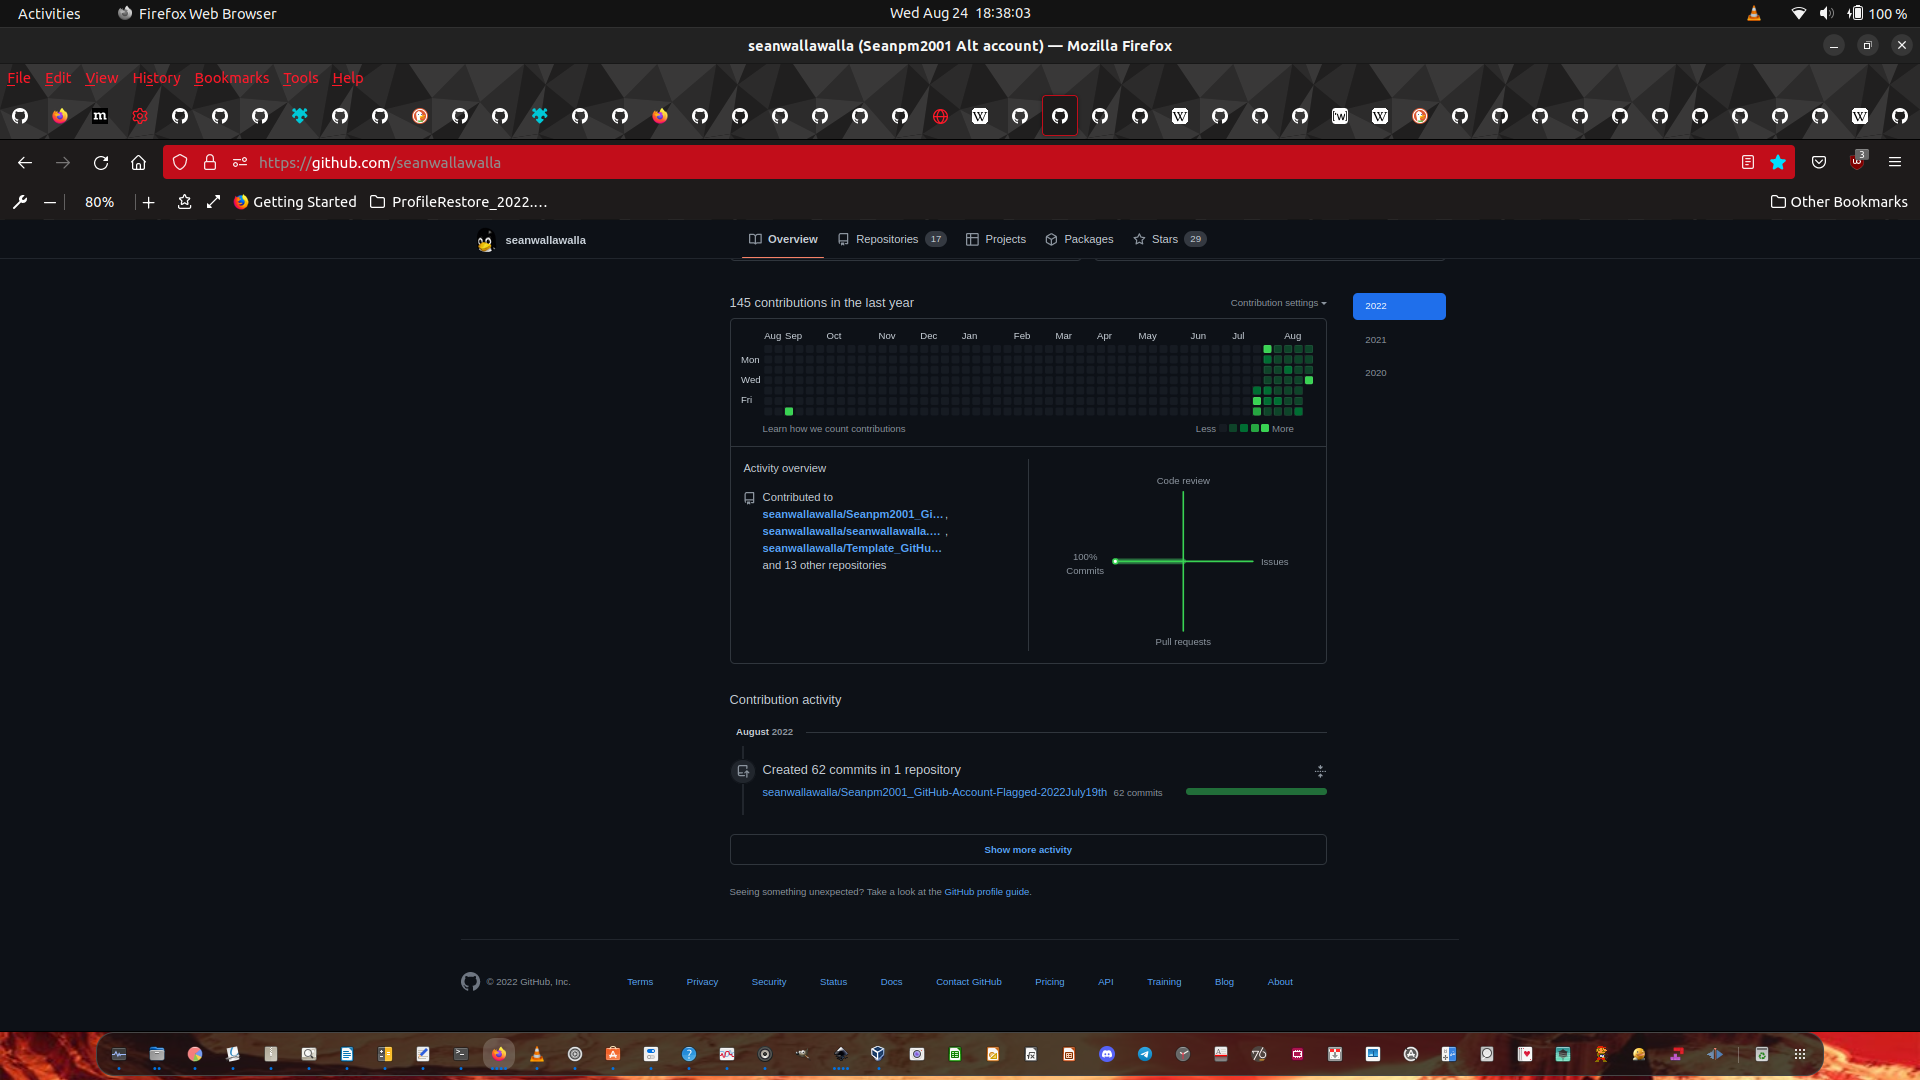 Activities Firefox Web Browser Wed Aug 24 18:38:03 100 %
seanwallawalla (Seanpm2001 Alt account) — Mozilla Firefox
File Edit View History Bookmarks Tools Help
https://github.com/seanwallawalla 3
80% Getting Started ProfileRestore_2022.... Other Bookmarks
seanwallawalla Overview Repositories 17 Projects Packages Stars 29
145 contributions in the last year Contribution settings 2022
2021
2020
Aug Sep Oct Nov Dec Jan Feb Mar Apr May Jun Jul Aug
Mon
Wed
Fri
Learn how we count contributions Less More
Activity overview
Contributed to
seanwallawalla/Seanpm2001_Gi… ,
seanwallawalla/seanwallawalla.… ,
seanwallawalla/Template_GitHu…
and 13 other repositories
Code review
100%
Commits
Issues
Pull requests
Contribution activity
August 2022
Created 62 commits in 1 repository
seanwallawalla/Seanpm2001_GitHub-Account-Flagged-2022July19th 62 commits
Show more activity
Seeing something unexpected? Take a look at the GitHub profile guide.
© 2022 GitHub, Inc. Terms Privacy Security Status Docs Contact GitHub Pricing API Training Blog About